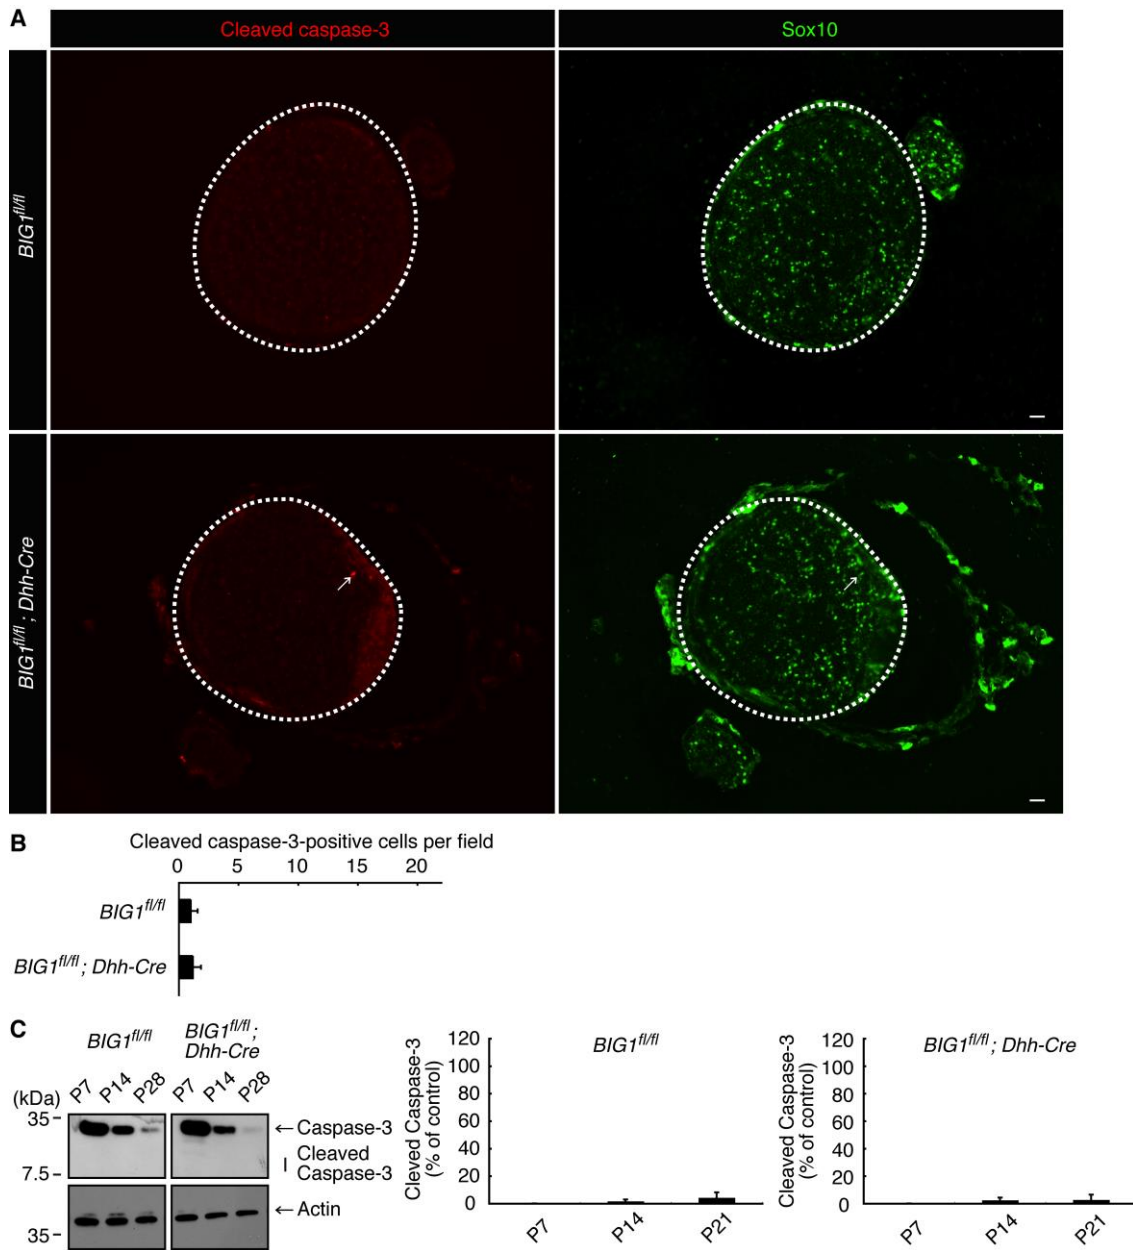 A
Cleaved caspase-3
Sox10
BIG1fl/fl
BIG1fl/fl; Dhh-Cre
B
Cleaved caspase-3-positive cells per field
0 5 10 15 20
BIG1fl/fl
BIG1fl/fl; Dhh-Cre
C
BIG1fl/fl
BIG1fl/fl;
Dhh-Cre
P7 P14 P28 P7 P14 P28
(kDa)
35
7.5
35
←Caspase-3
Cleaved
Caspase-3
←Actin
Cleved Caspase-3
(% of control)
120
100
80
60
40
20
0
BIG1fl/fl
P7 P14 P21
Cleaved Caspase-3
(% of control)
120
100
80
60
40
20
0
BIG1fl/fl; Dhh-Cre
P7 P14 P21